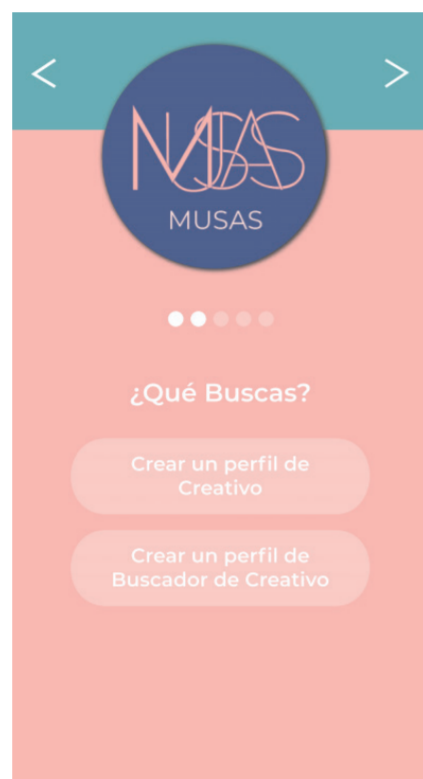 MUSAS
MUSAS
¿Qué Buscas?
Crear un perfil de
Creativo
Crear un perfil de
Buscador de Creativo